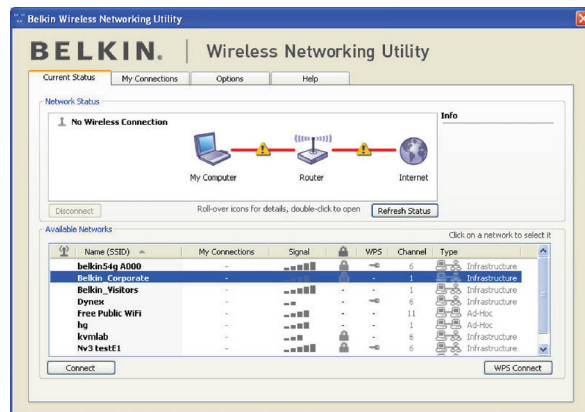 Belkin Wireless Networking Utility
BELKIN. | Wireless Networking Utility
Current Status My Connections Options Help
Network Status
No Wireless Connection
Info
My Computer Router Internet
Disconnect Roll-over icons for details, double-click to open Refresh Status
Available Networks
Click on a network to select it
Name (SSID) My Connections Signal WPS Channel Type
belkin54g A000 - 6 Infrastructure
Belkin_Corporate - - 1 Infrastructure
Belkin_Visitors - - - 1 Infrastructure
Dynex - - 6 Infrastructure
Free Public WiFi - - - 11 Ad-Hoc
hg - - - 1 Ad-Hoc
kvmlab - - 6 Infrastructure
Nv3 testE1 - 6 Infrastructure
Connect WPS Connect